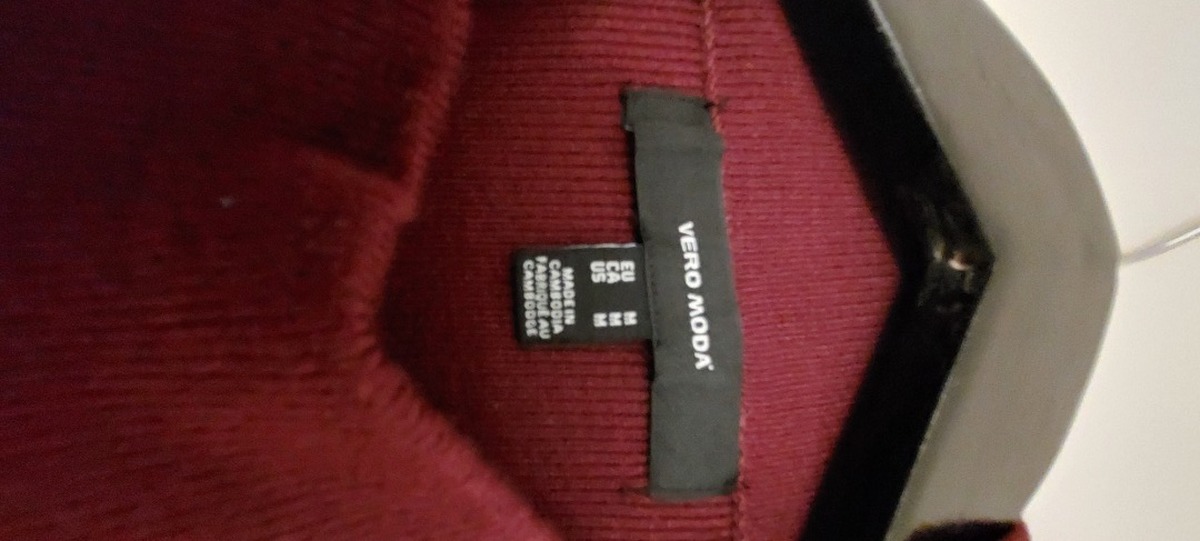 VERO MODA
EU M
CA M
US M
MADE IN
CAMBODIA
FABRIQUÉ AU
CAMBODGE